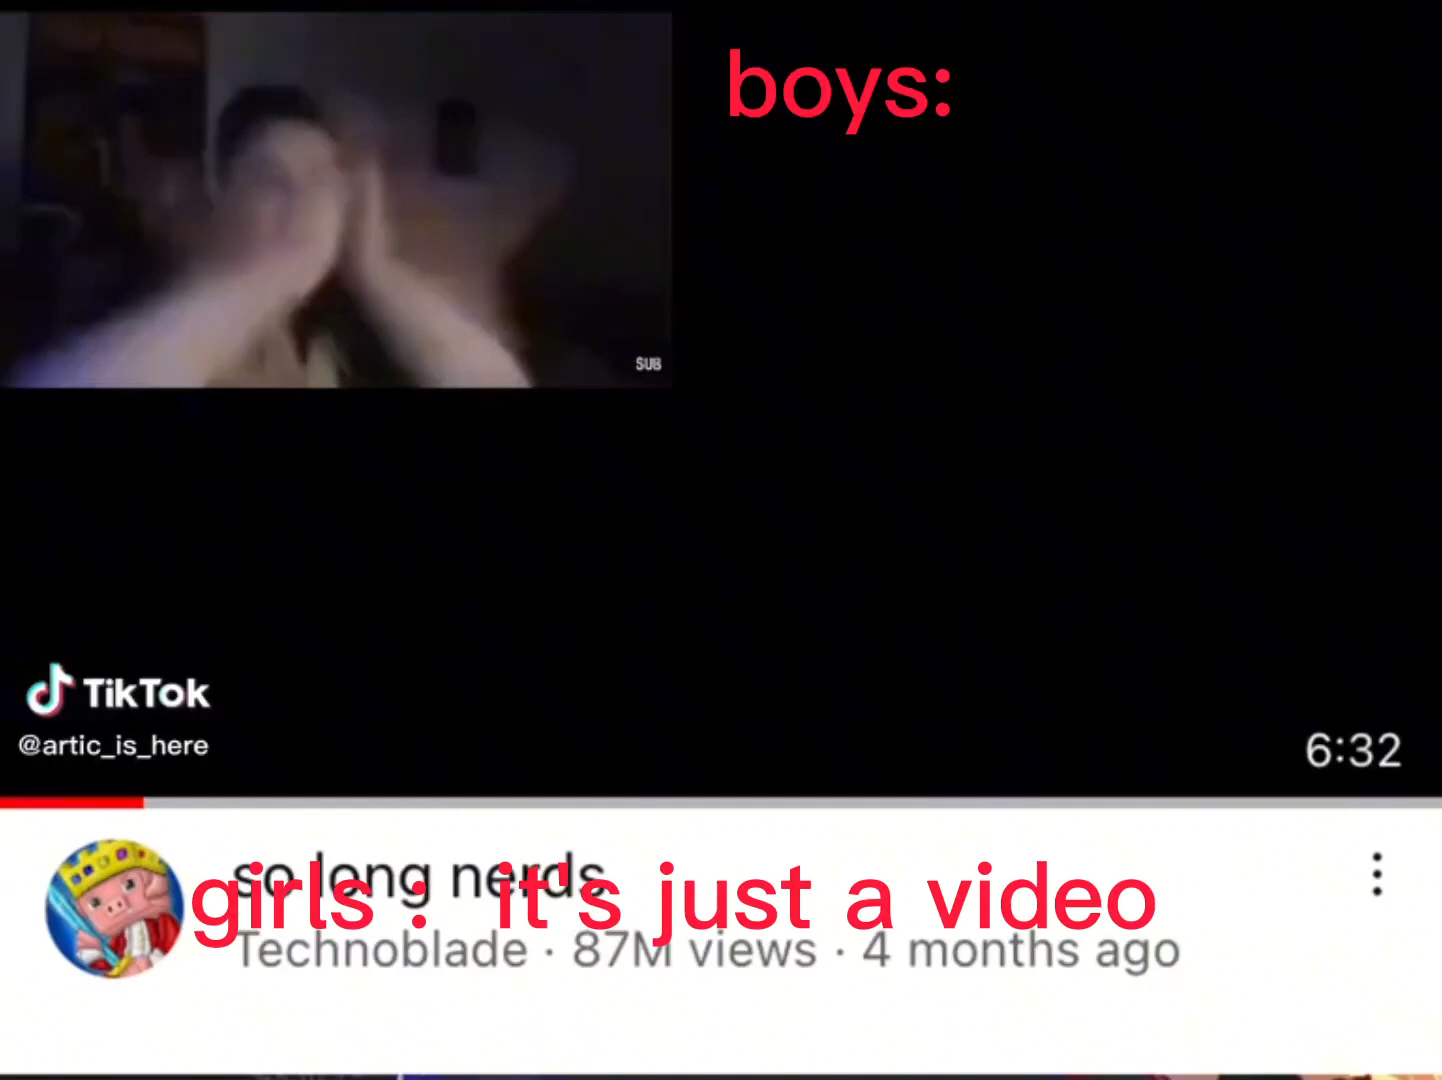 boys:
SUB
TikTok
@artic_is_here
6:32
so long nerds
girls : it's just a video
Technoblade · 87M views · 4 months ago